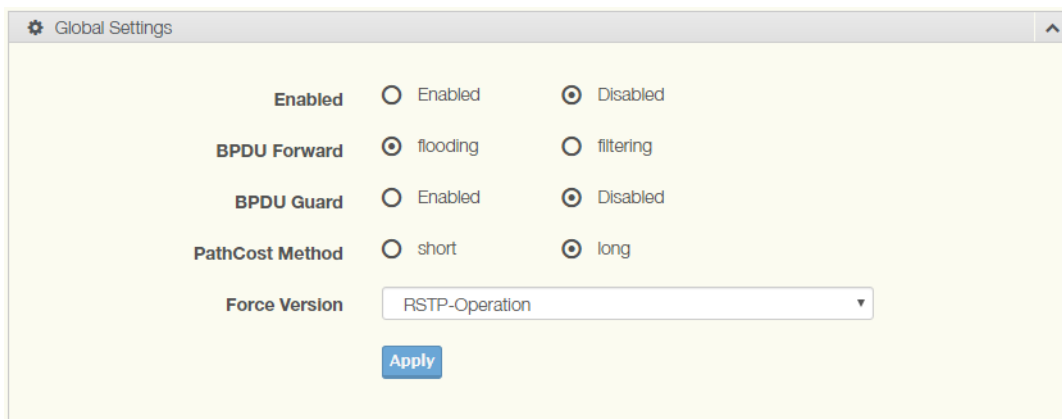 Global Settings
Enabled Enabled Disabled
BPDU Forward flooding filtering
BPDU Guard Enabled Disabled
PathCost Method short long
Force Version RSTP-Operation
Apply